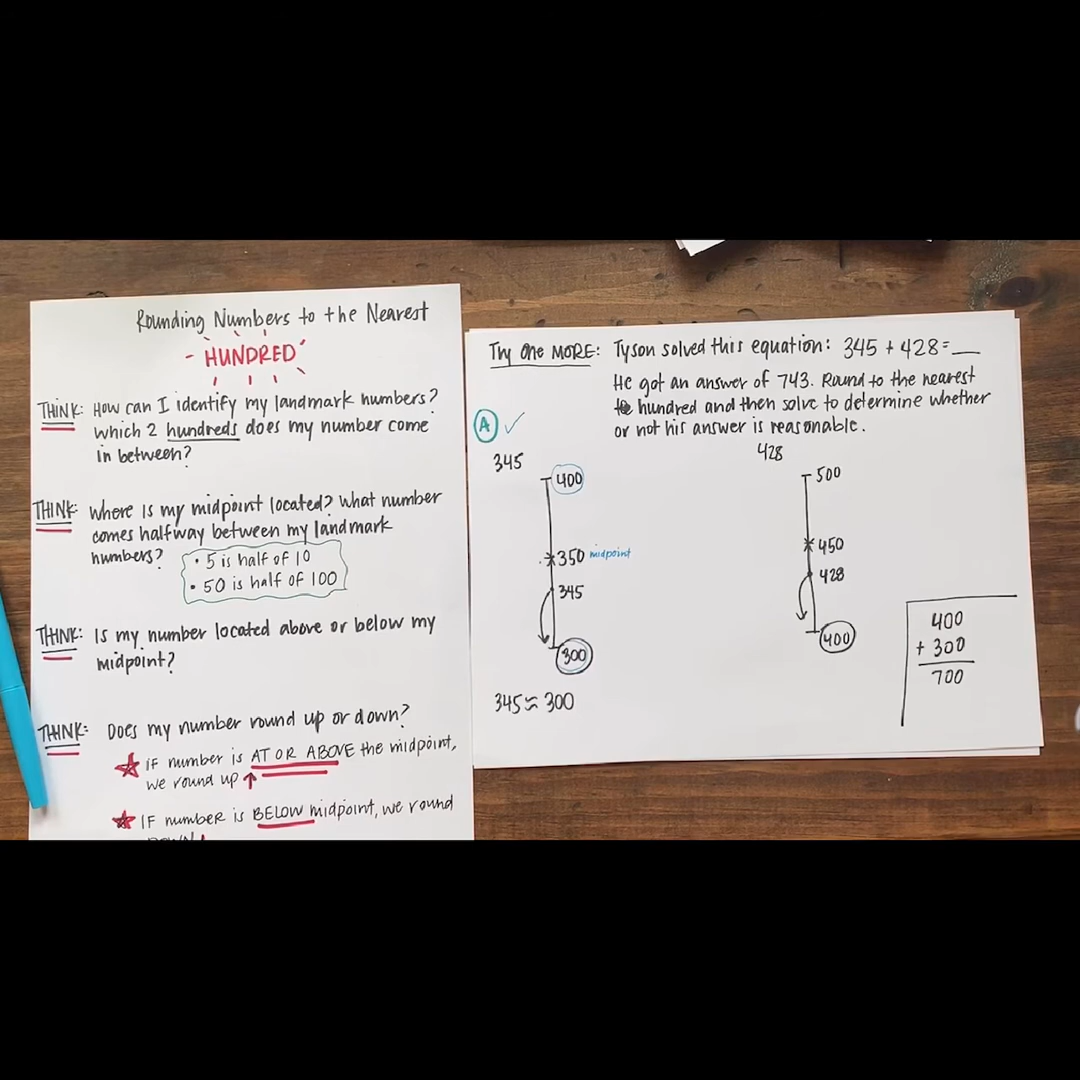 Rounding Numbers to the Nearest
- HUNDRED
THINK: How can I identify my landmark numbers?
Which 2 hundreds does my number come
in between?
THINK: Where is my midpoint located? What number
comes halfway between my landmark
numbers?
• 5 is half of 10
• 50 is half of 100
THINK: Is my number located above or below my
midpoint?
THINK: Does my number round up or down?
IF number is AT OR ABOVE the midpoint,
we round up ↑
IF number is BELOW midpoint, we round
Try One MORE: Tyson solved this equation: 345 + 428 = __
He got an answer of 743. Round to the nearest
hundred and then solve to determine whether
or not his answer is reasonable.
A ✓
345
400
350 midpoint
345
300
345 ≈ 300
428
500
450
428
400
400
+ 300
700